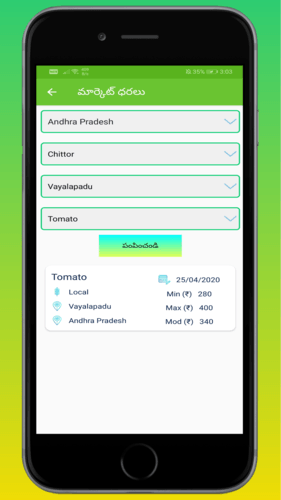 35% 3:03
← మార్కెట్ ధరలు
Andhra Pradesh
Chittor
Vayalapadu
Tomato
పంపించండి
Tomato
25/04/2020
Local
Min (₹) 280
Vayalapadu
Max (₹) 400
Andhra Pradesh
Mod (₹) 340